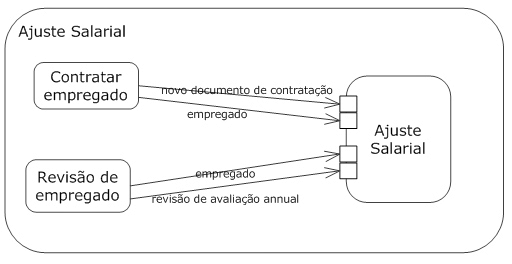 Ajuste Salarial
Contratar
empregado
novo documento de contratação
empregado
Ajuste
Salarial
Revisão de
empregado
empregado
revisão de avaliação annual